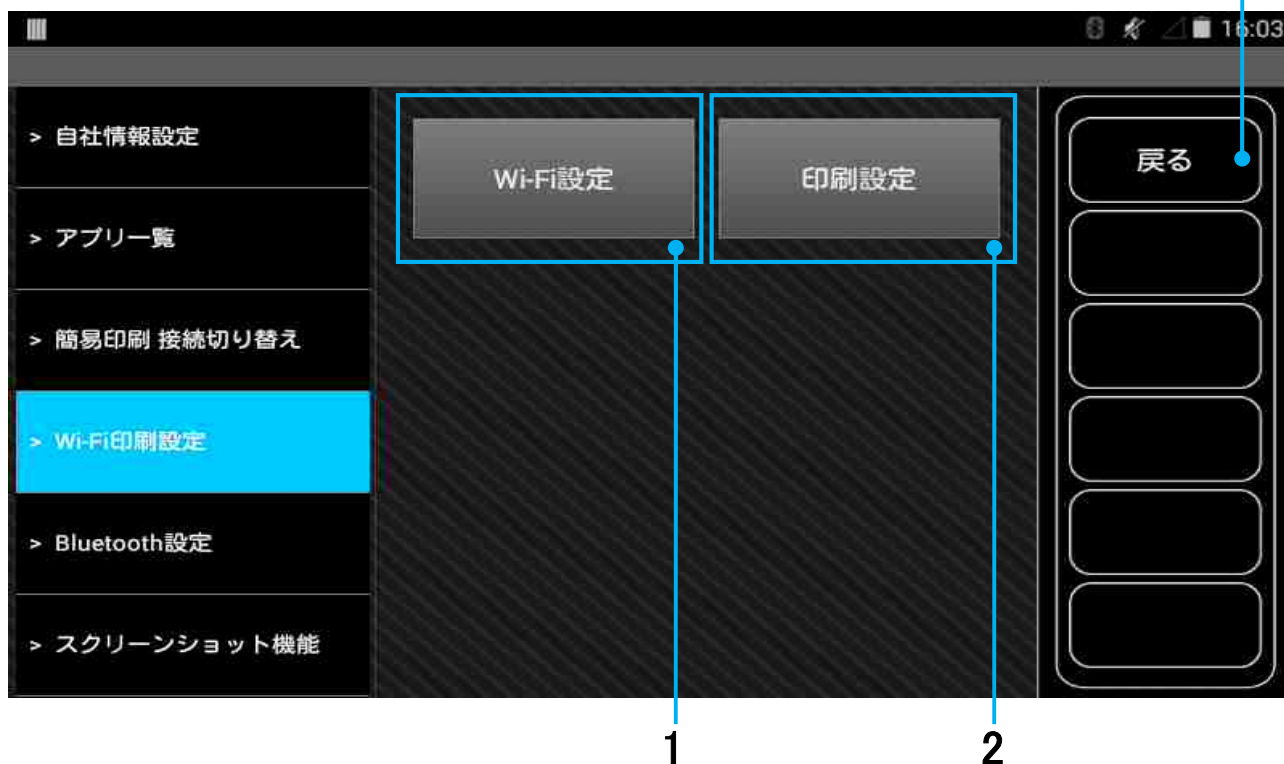 16:03
> 自社情報設定
> アプリ一覧
> 簡易印刷 接続切り替え
> Wi-Fi印刷設定
> Bluetooth設定
> スクリーンショット機能
Wi-Fi設定
印刷設定
戻る
1
2